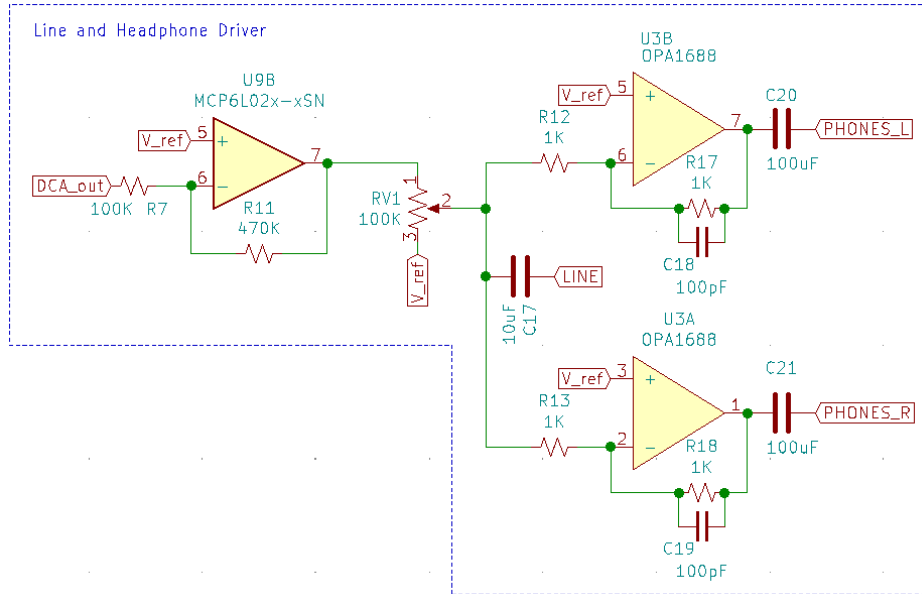 Line and Headphone Driver
U9B
MCP6L02x-xSN
V_ref
5
+
7
DCA_out
6
−
100K R7
R11
470K
1
RV1
2
100K
3
V_ref
U3B
OPA1688
V_ref
5
+
7
R12
1K
6
−
R17
1K
C18
100pF
C20
PHONES_L
100uF
LINE
10uF
C17
U3A
OPA1688
V_ref
3
+
1
R13
1K
2
−
R18
1K
C19
100pF
C21
PHONES_R
100uF